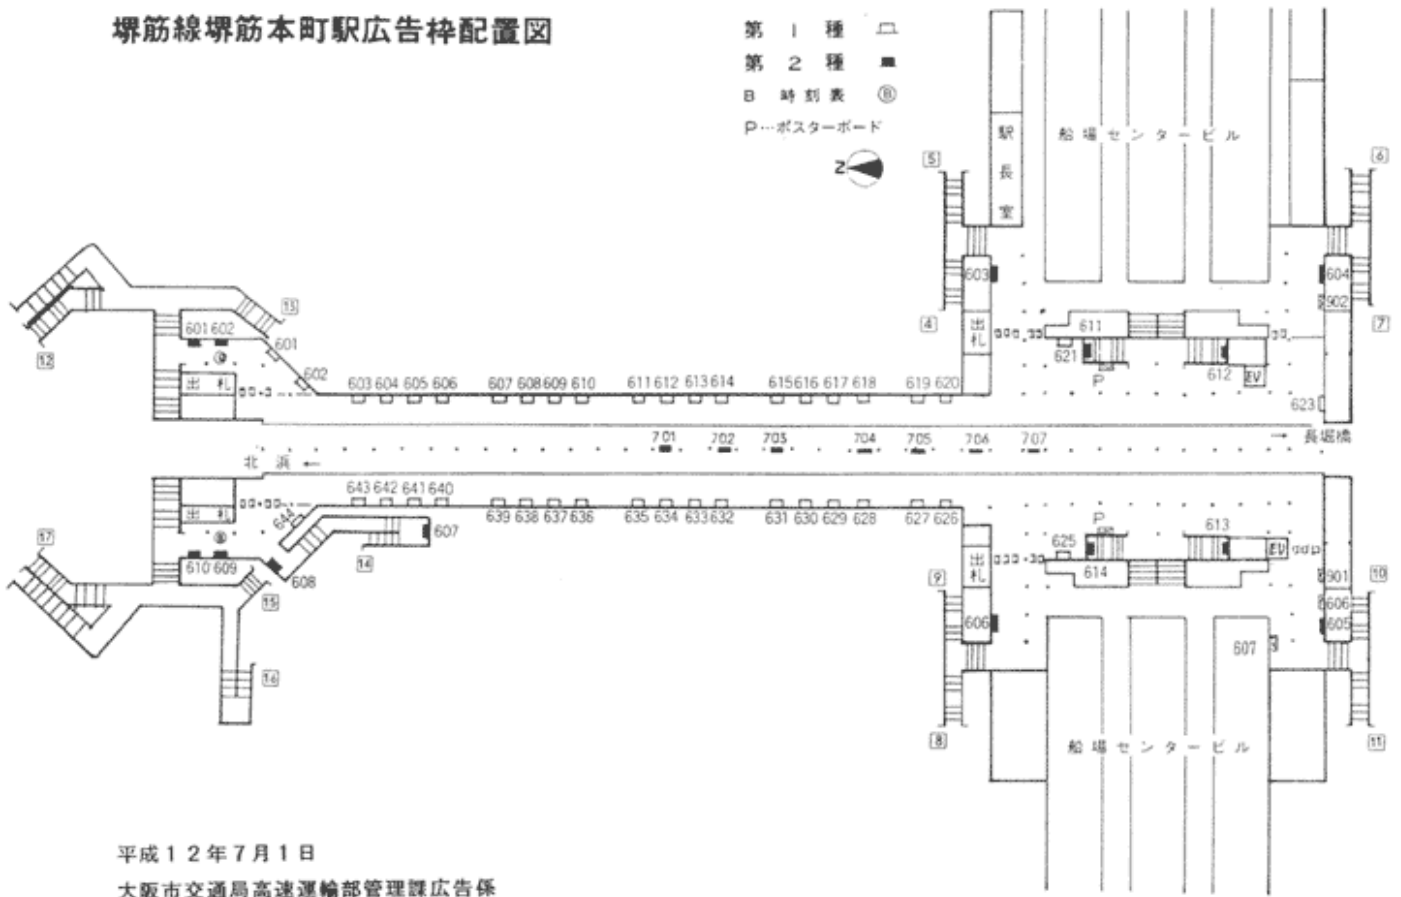 堺筋線堺筋本町駅広告枠配置図
第1種
第2種
B 時刻表 Ⓑ
P…ポスターボード
Z
駅長室
船場センタービル
5
6
603
604
902
4
7
出札
611
621
P
612
EV
623
13
12
601 602
601
602
出札
603 604 605 606 607 608 609 610 611 612 613 614 615 616 617 618 619 620
701 702 703 704 705 706 707
→ 長堀橋
北浜 ←
643 642 641 640
639 638 637 636 635 634 633 632 631 630 629 628 627 626
644
出札
607
17
14
610 609
Ⓑ
608
15
16
P
613
625
EV
614
出札
9
10
901
606
605
606
607
8
11
船場センタービル
平成12年7月1日
大阪市交通局高速運輸部管理課広告係